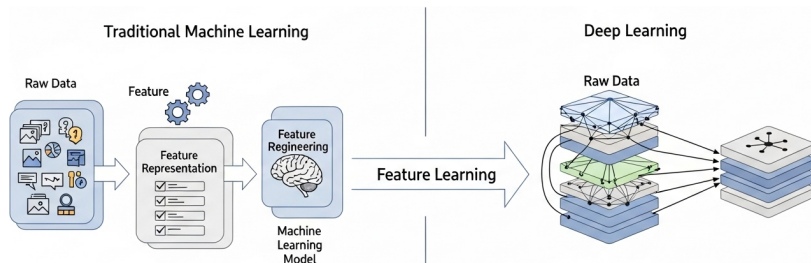 Traditional Machine Learning
Raw Data
Feature
Feature
Representation
Feature
Regineering
Machine
Learning
Model
Feature Learning
Deep Learning
Raw Data